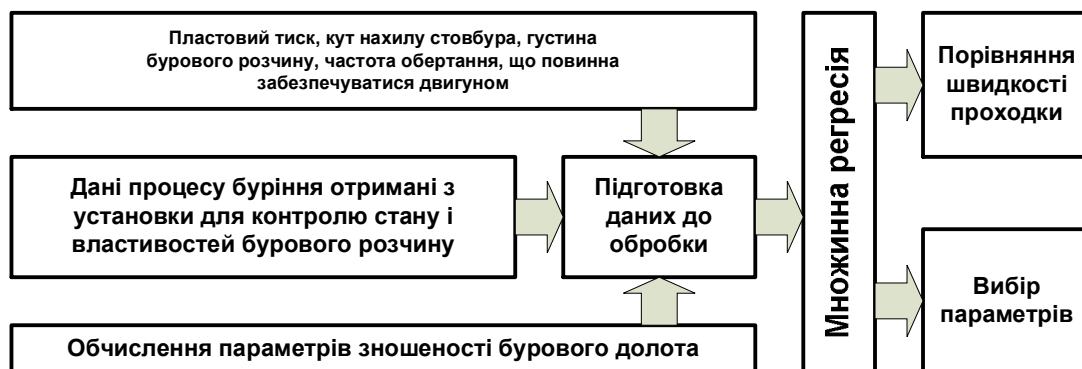 Пластовий тиск, кут нахилу стовбура, густина
бурового розчину, частота обертання, що повинна
забезпечуватися двигуном
Дані процесу буріння отримані з
установки для контролю стану і
властивостей бурового розчину
Обчислення параметрів зношеності бурового долота
Підготовка
даних до
обробки
Множинна регресія
Порівняння
швидкості
проходки
Вибір
параметрів